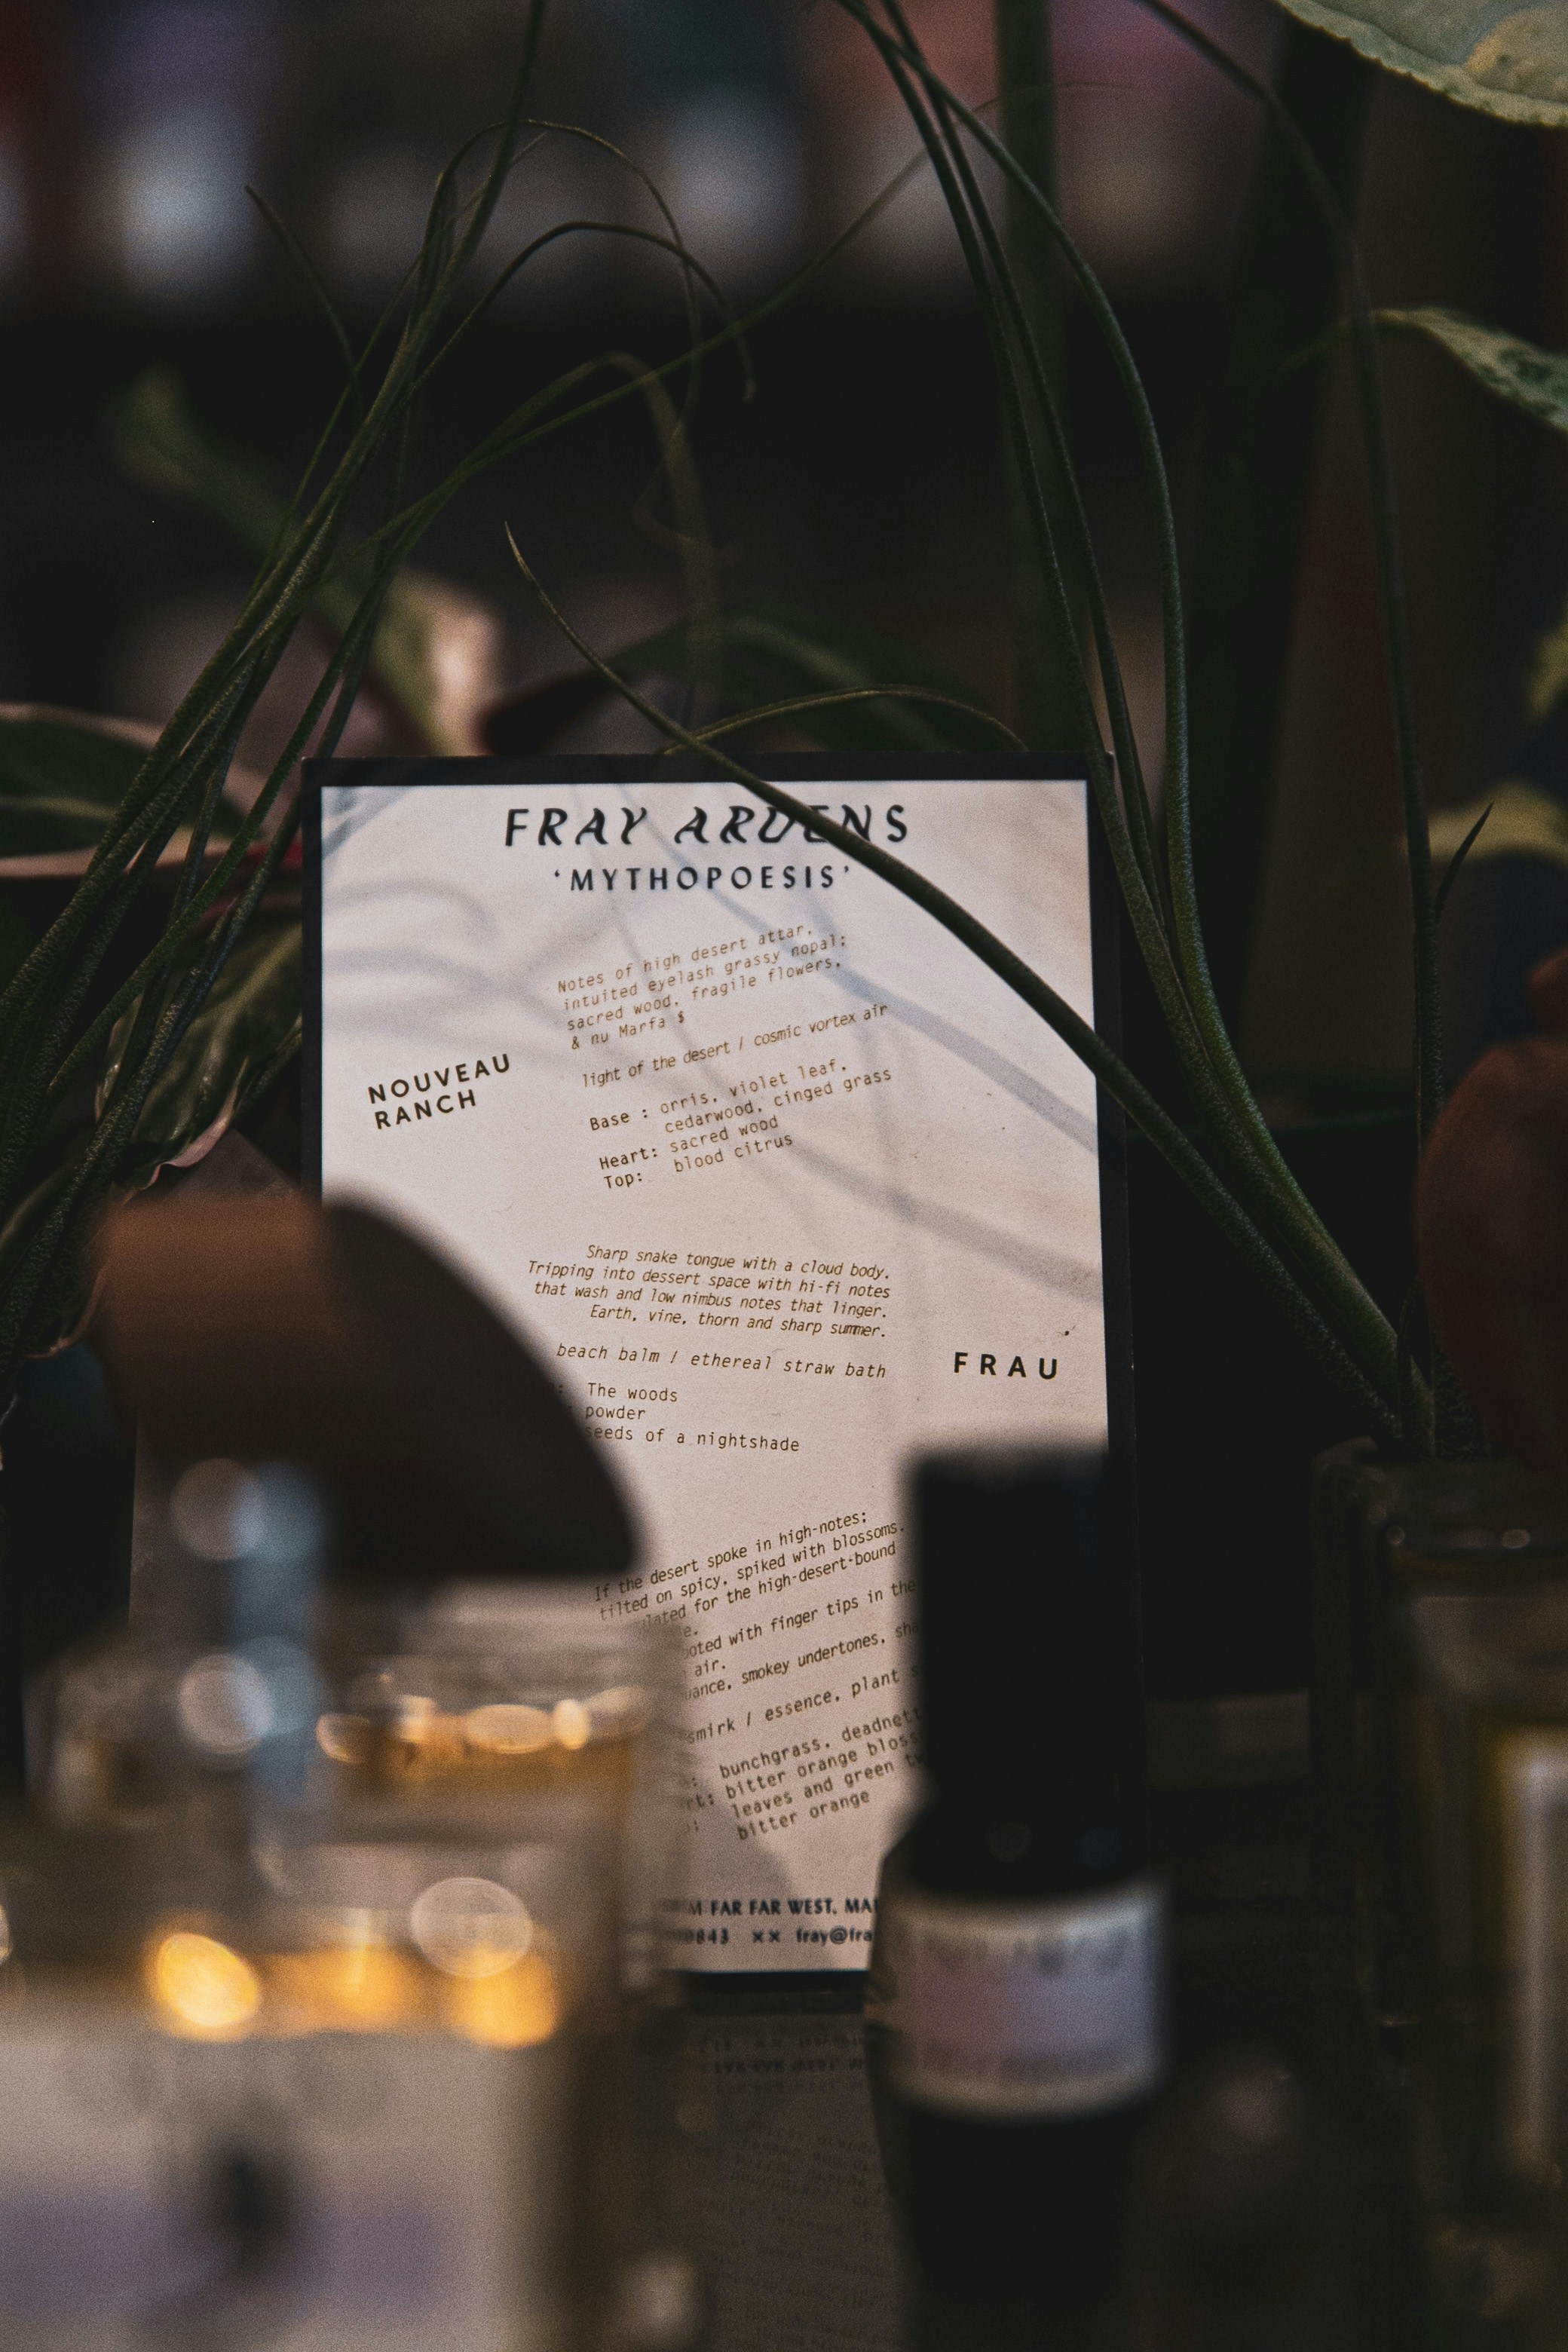 FRAY ARDENS
‘MYTHOPOESIS’
Notes of high desert attar,
intuited eyelash grassy nopal;
sacred wood, fragile flowers,
& nu Marfa $
light of the desert / cosmic vortex air
NOUVEAU
RANCH
Base : orris, violet leaf,
cedarwood, cinged grass
Heart: sacred wood
Top: blood citrus
Sharp snake tongue with a cloud body.
Tripping into dessert space with hi-fi notes
that wash and low nimbus notes that linger.
Earth, vine, thorn and sharp summer.
beach balm / ethereal straw bath
FRAU
The woods
powder
seeds of a nightshade
If the desert spoke in high-notes:
tilted on spicy, spiked with blossoms.
for the high-desert-bound
with finger tips in the
air.
smokey undertones,
smirk / essence, plant
bunchgrass,
bitter orange
leaves and green
bitter orange
FAR FAR WEST,
xx